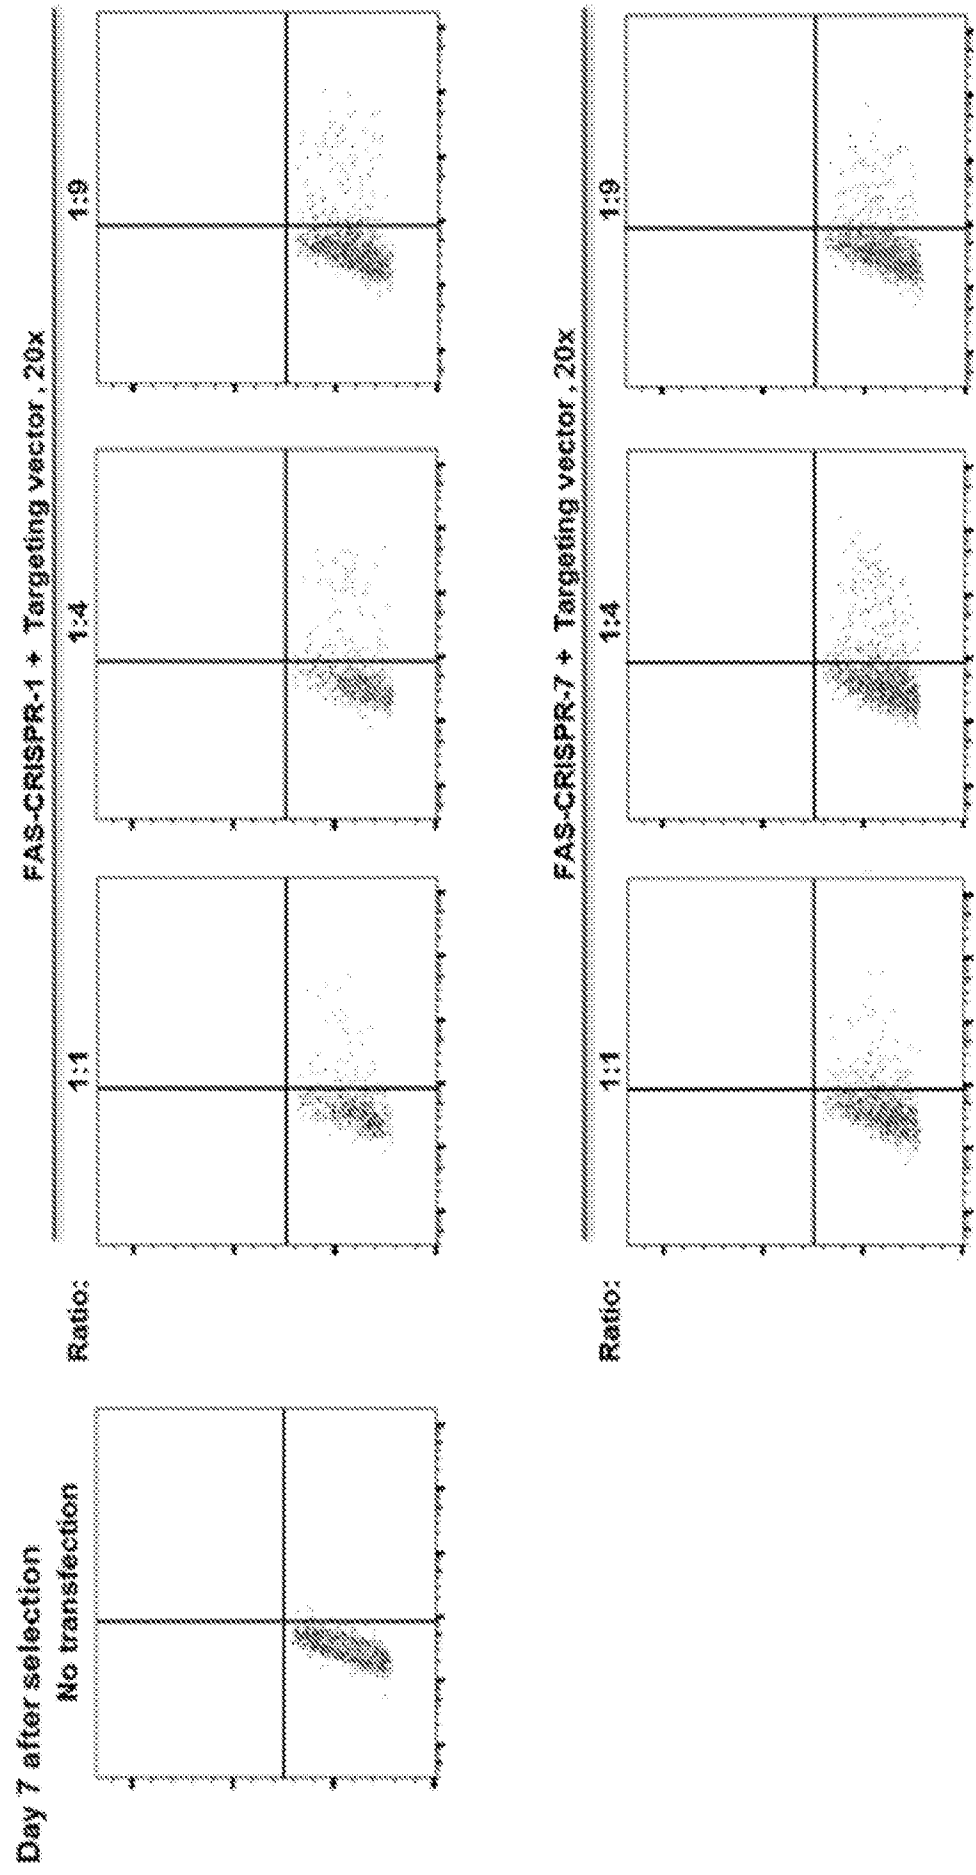 Day 7 after selection
No transfection
FAS-CRISPR-1 + Targeting vector, 20x
Ratio:
1:1
1:4
1:9
FAS-CRISPR-7 + Targeting vector, 20x
Ratio:
1:1
1:4
1:9